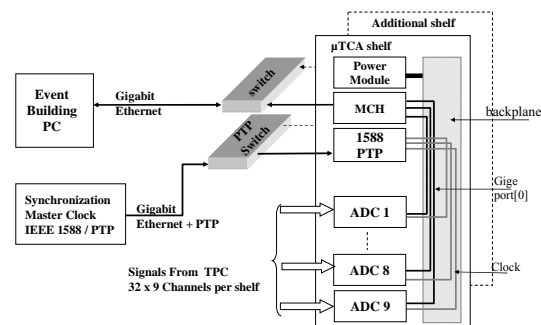 Additional shelf
µTCA shelf
Power
Module
switch
MCH
Event
Building
PC
Gigabit
Ethernet
backplane
PTP
Switch
1588
PTP
Synchronization
Master Clock
IEEE 1588 / PTP
Gigabit
Ethernet + PTP
Gige
port[0]
ADC 1
Signals From TPC
32 x 9 Channels per shelf
ADC 8
Clock
ADC 9